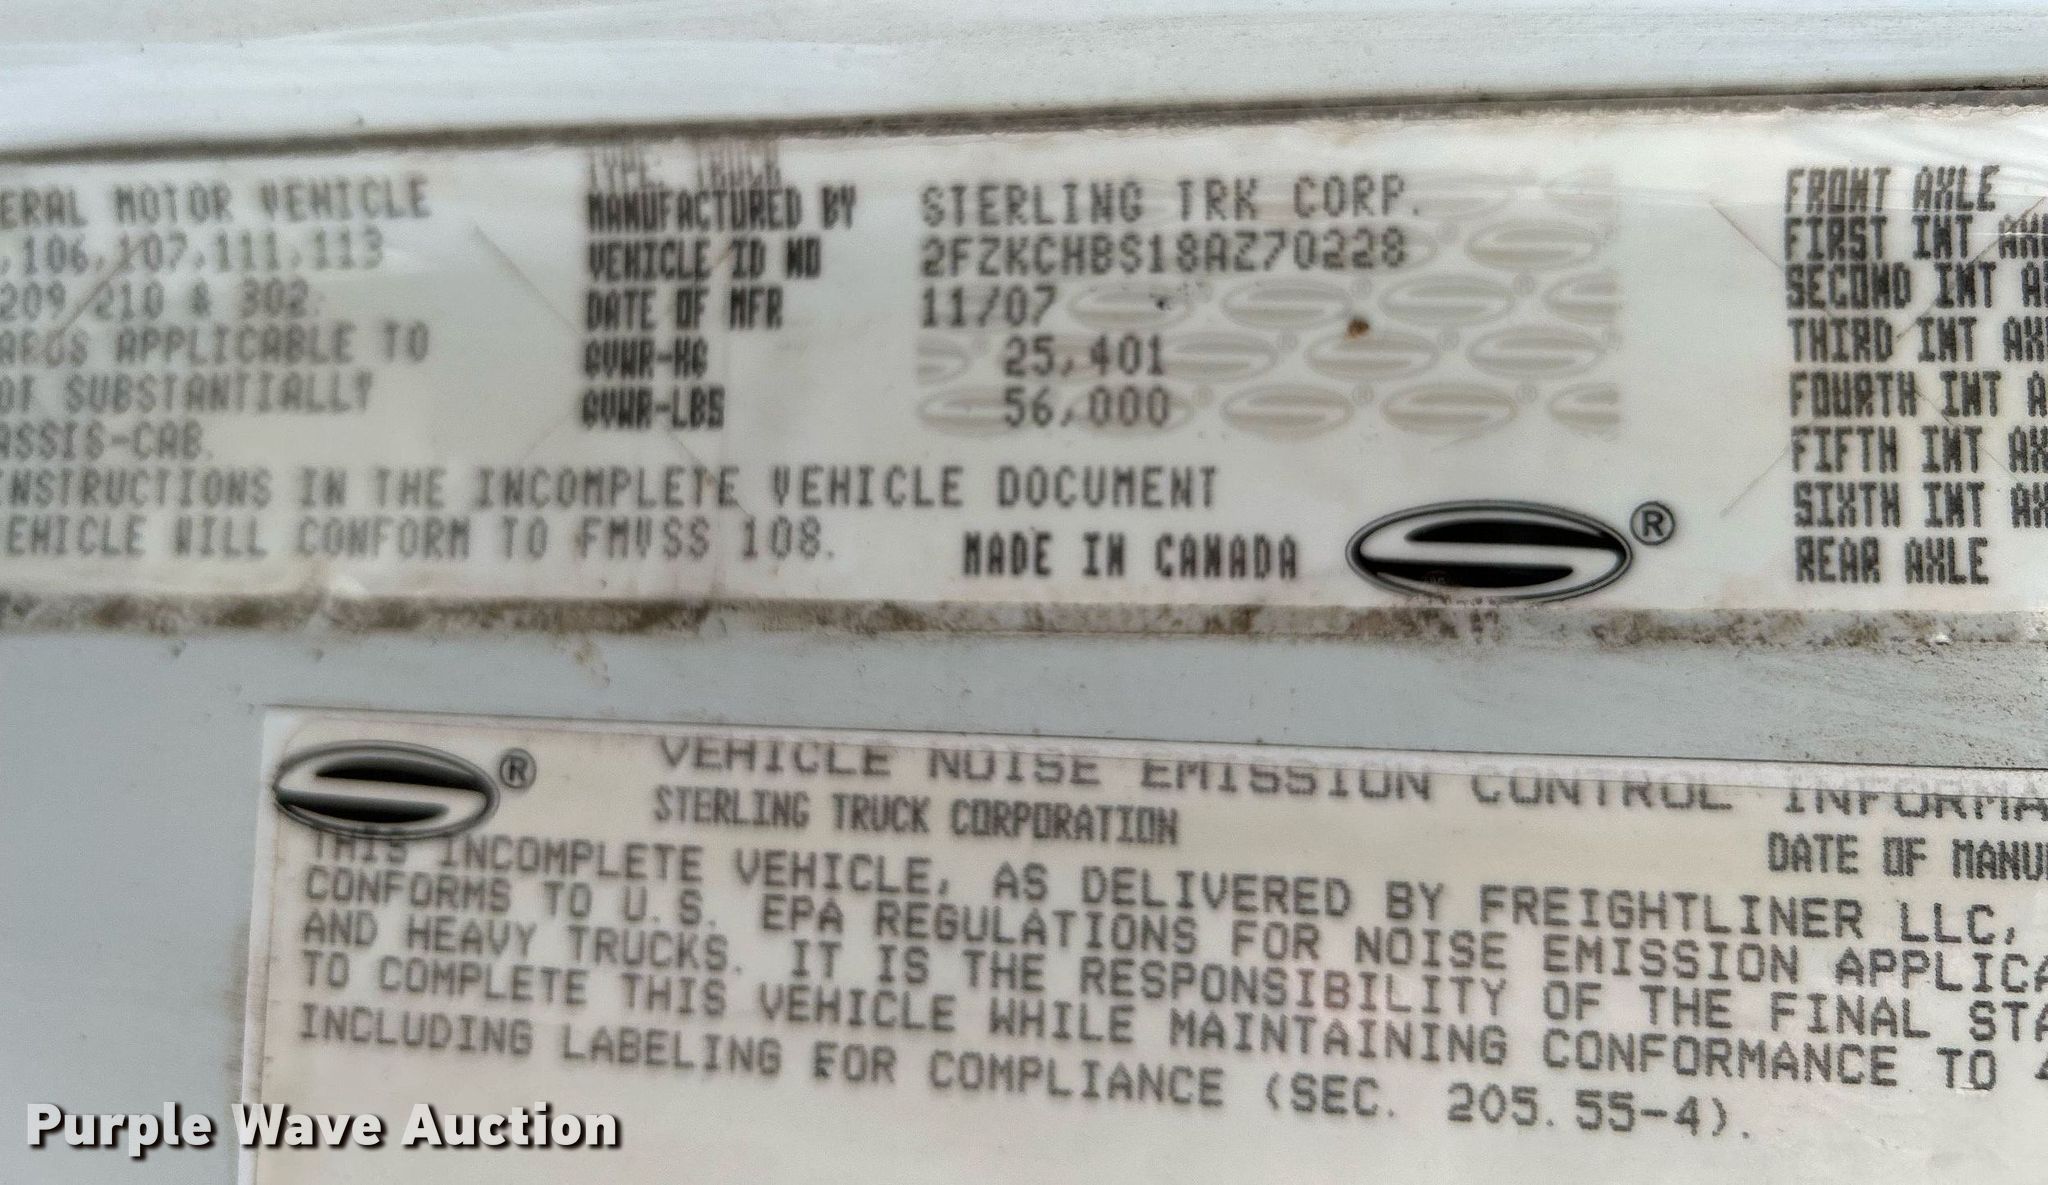 TYPE: TRUCK
ERAL MOTOR VEHICLE
,106,107,111,113
209 210 & 302.
APPLICABLE TO
OF SUBSTANTIALLY
ASSIS-CAB.
INSTRUCTIONS IN THE INCOMPLETE VEHICLE DOCUMENT
EHICLE WILL CONFORM TO FMVSS 108.
MANUFACTURED BY STERLING TRK CORP.
VEHICLE ID NO 2FZKCHBS18AZ70228
DATE OF MFR 11/07
GVWR-KG 25,401
GVWR-LBS 56,000
MADE IN CANADA ®
FRONT AXLE
FIRST INT AX
SECOND INT A
THIRD INT AX
FOURTH INT A
FIFTH INT AX
SIXTH INT AX
REAR AXLE
® VEHICLE NOISE EMISSION CONTROL INFORMA
STERLING TRUCK CORPORATION
DATE OF MANU
THIS INCOMPLETE VEHICLE, AS DELIVERED BY FREIGHTLINER LLC,
CONFORMS TO U.S. EPA REGULATIONS FOR NOISE EMISSION APPLICA
AND HEAVY TRUCKS. IT IS THE RESPONSIBILITY OF THE FINAL STA
TO COMPLETE THIS VEHICLE WHILE MAINTAINING CONFORMANCE TO 4
INCLUDING LABELING FOR COMPLIANCE (SEC. 205.55-4).
Purple Wave Auction